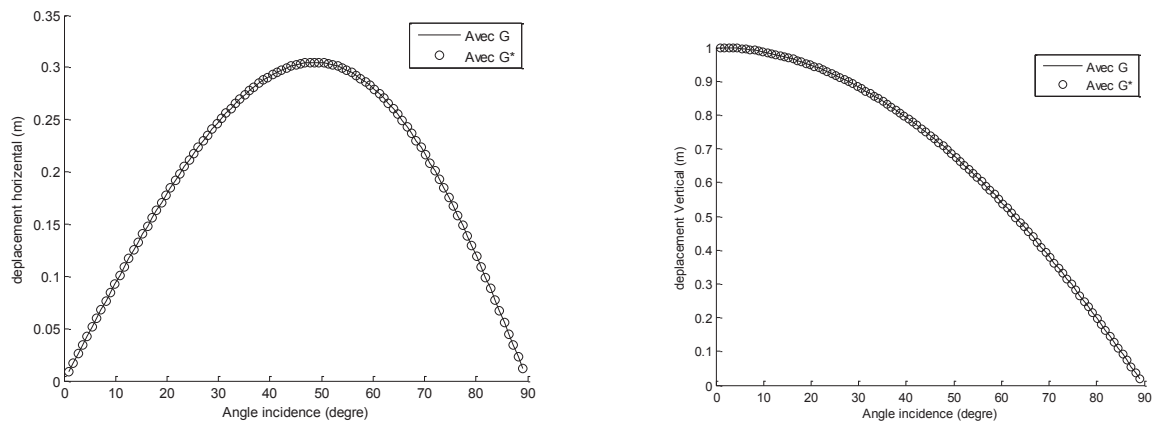 0.35
0.3
0.25
0.2
0.15
0.1
0.05
0
deplacement horizental (m)
0 10 20 30 40 50 60 70 80 90
Angle incidence (degre)
Avec G
Avec G*
1
0.9
0.8
0.7
0.6
0.5
0.4
0.3
0.2
0.1
0
deplacement Vertical (m)
0 10 20 30 40 50 60 70 80 90
Angle incidence (degre)
Avec G
Avec G*